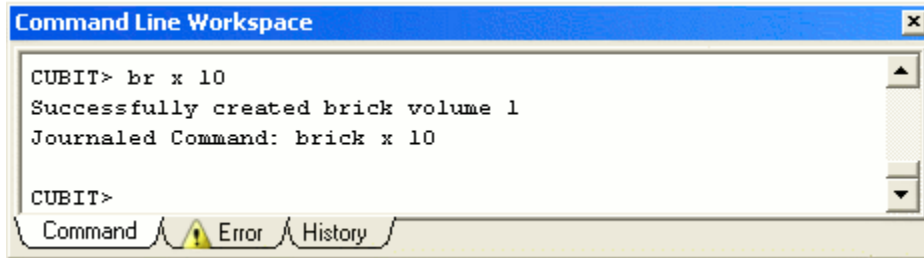 Command Line Workspace
CUBIT> br x 10
Successfully created brick volume 1
Journaled Command: brick x 10
CUBIT>
Command Error History